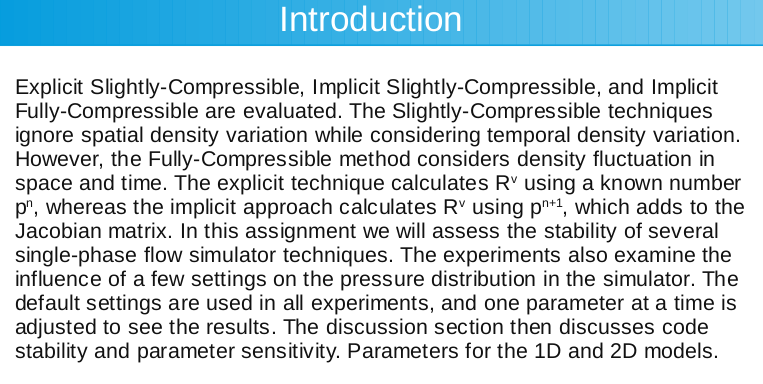 Introduction
Explicit Slightly-Compressible, Implicit Slightly-Compressible, and Implicit
Fully-Compressible are evaluated. The Slightly-Compressible techniques
ignore spatial density variation while considering temporal density variation.
However, the Fully-Compressible method considers density fluctuation in
space and time. The explicit technique calculates Rᵛ using a known number
pⁿ, whereas the implicit approach calculates Rᵛ using pⁿ⁺¹, which adds to the
Jacobian matrix. In this assignment we will assess the stability of several
single-phase flow simulator techniques. The experiments also examine the
influence of a few settings on the pressure distribution in the simulator. The
default settings are used in all experiments, and one parameter at a time is
adjusted to see the results. The discussion section then discusses code
stability and parameter sensitivity. Parameters for the 1D and 2D models.